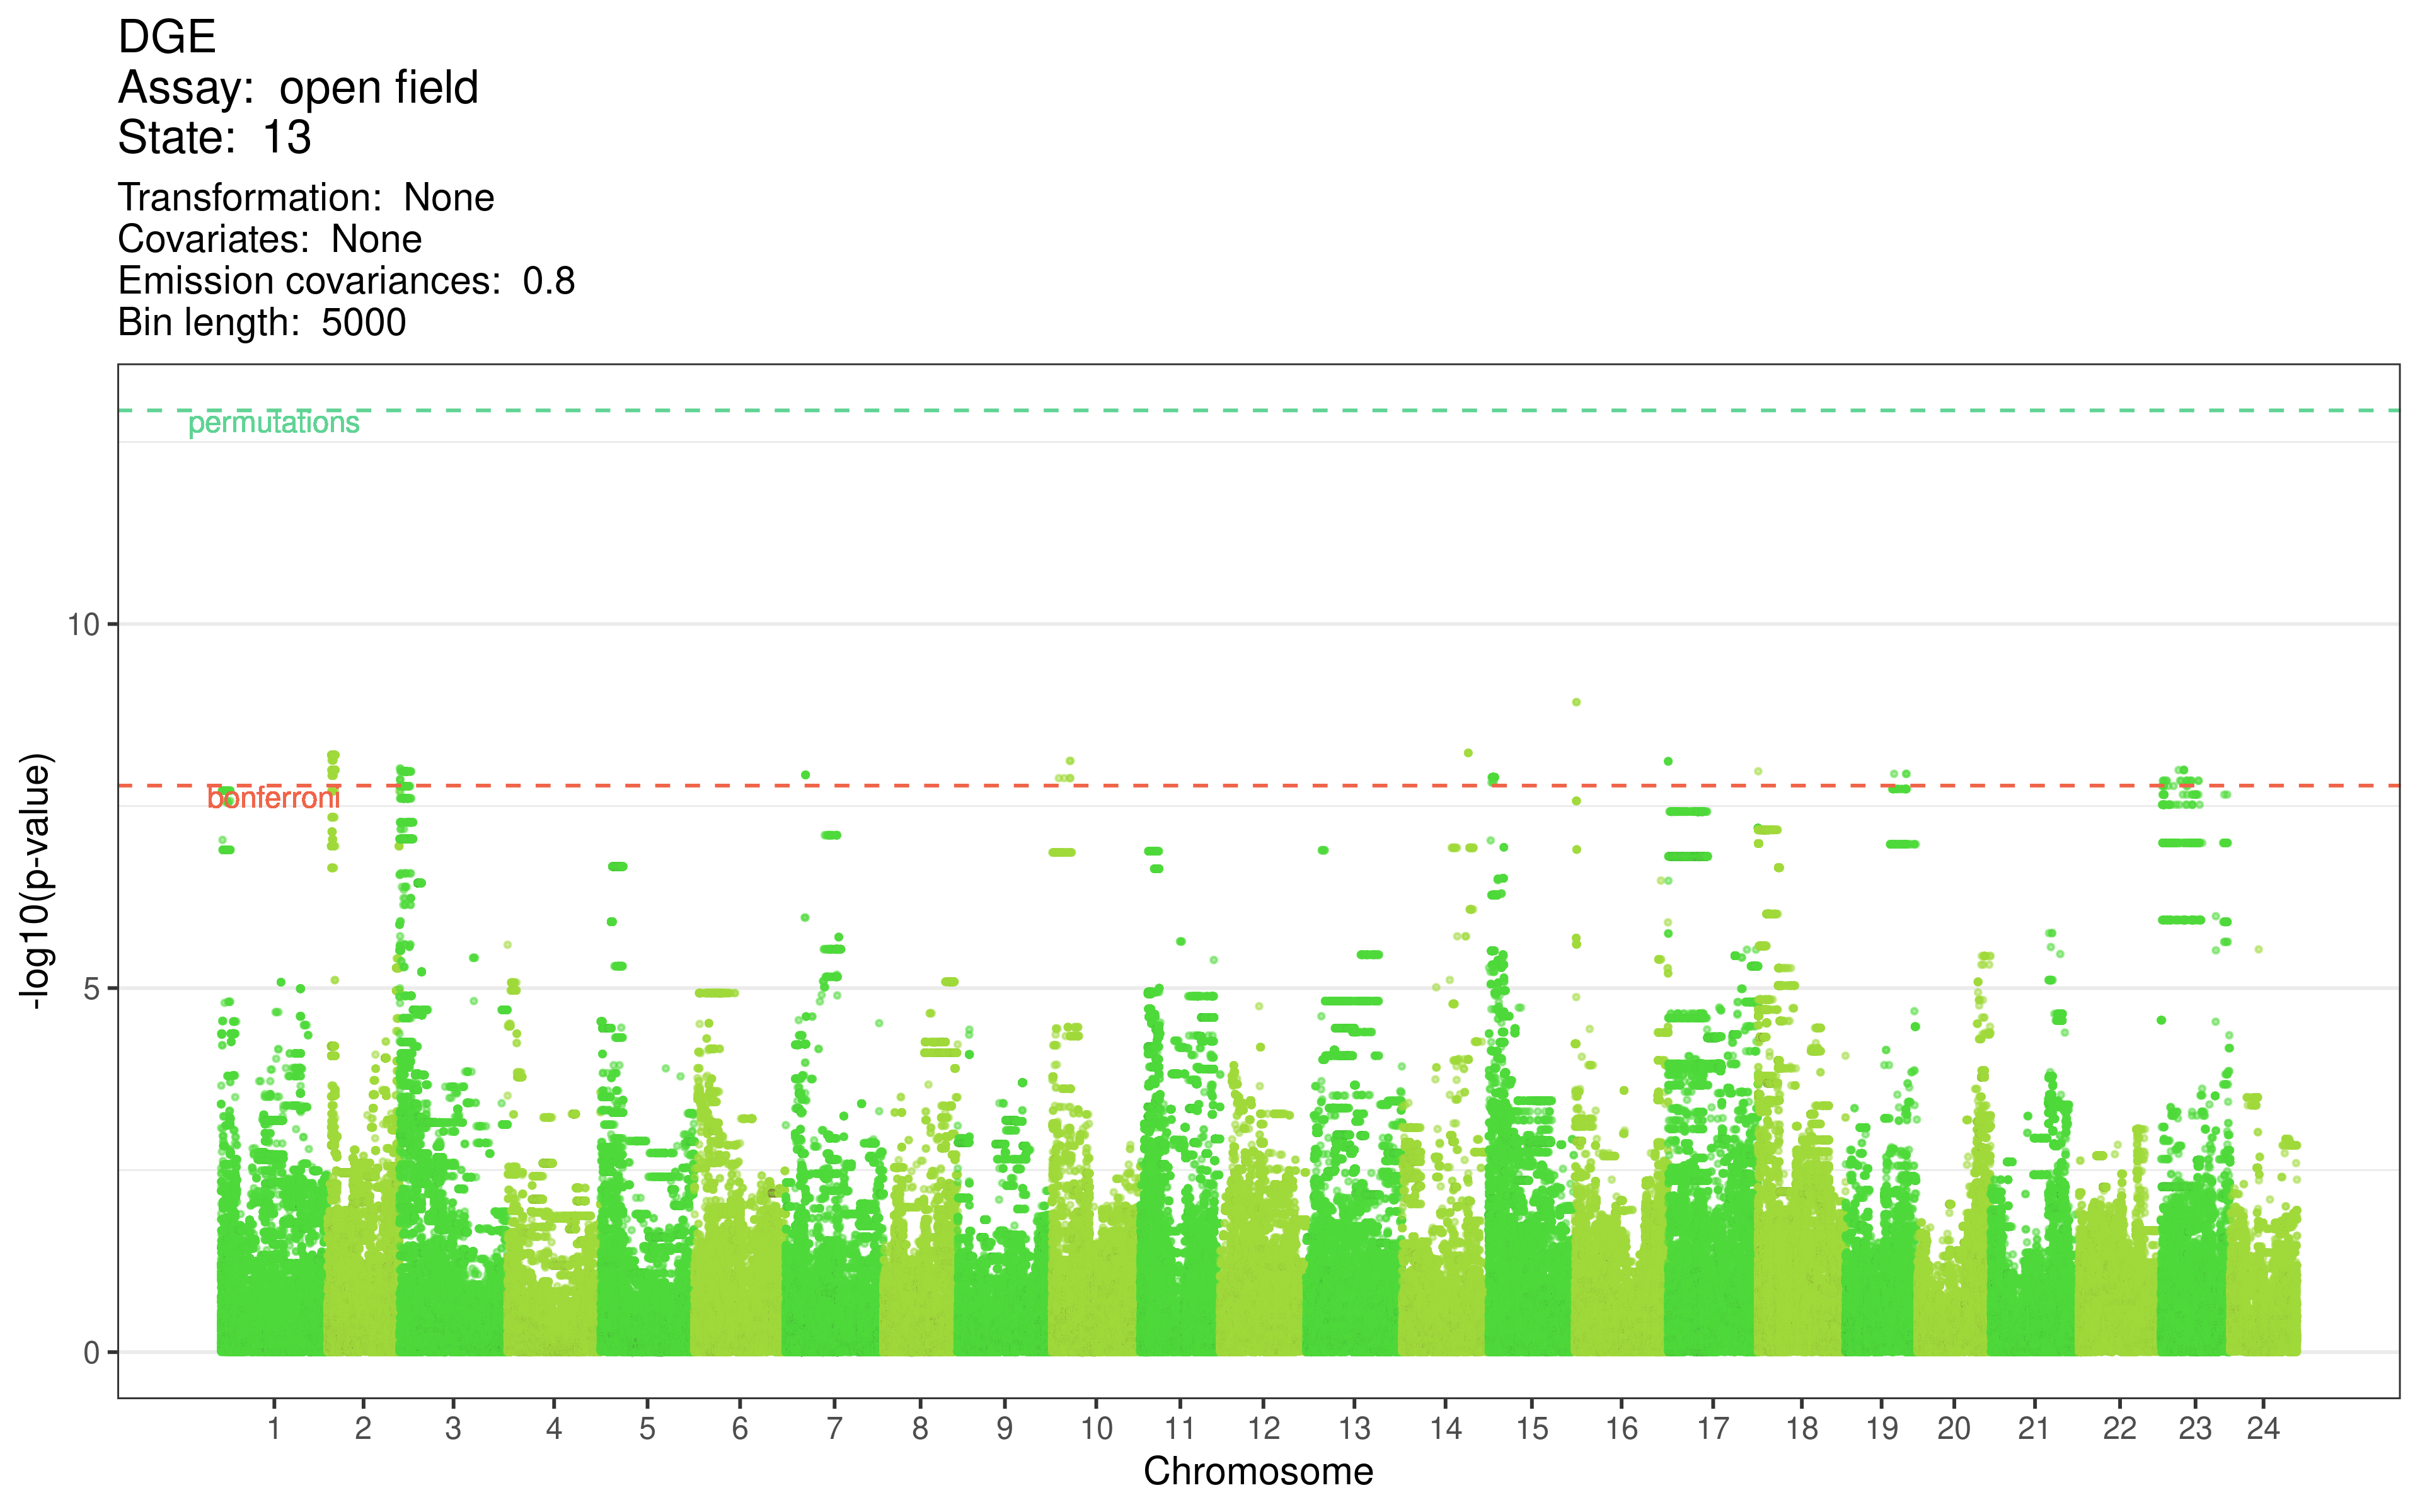 DGE
Assay: open field
State: 13
Transformation: None
Covariates: None
Emission covariances: 0.8
Bin length: 5000
permutations
10
bonferroni
5
0
-log10(p-value)
1 2 3 4 5 6 7 8 9 10 11 12 13 14 15 16 17 18 19 20 21 22 23 24
Chromosome